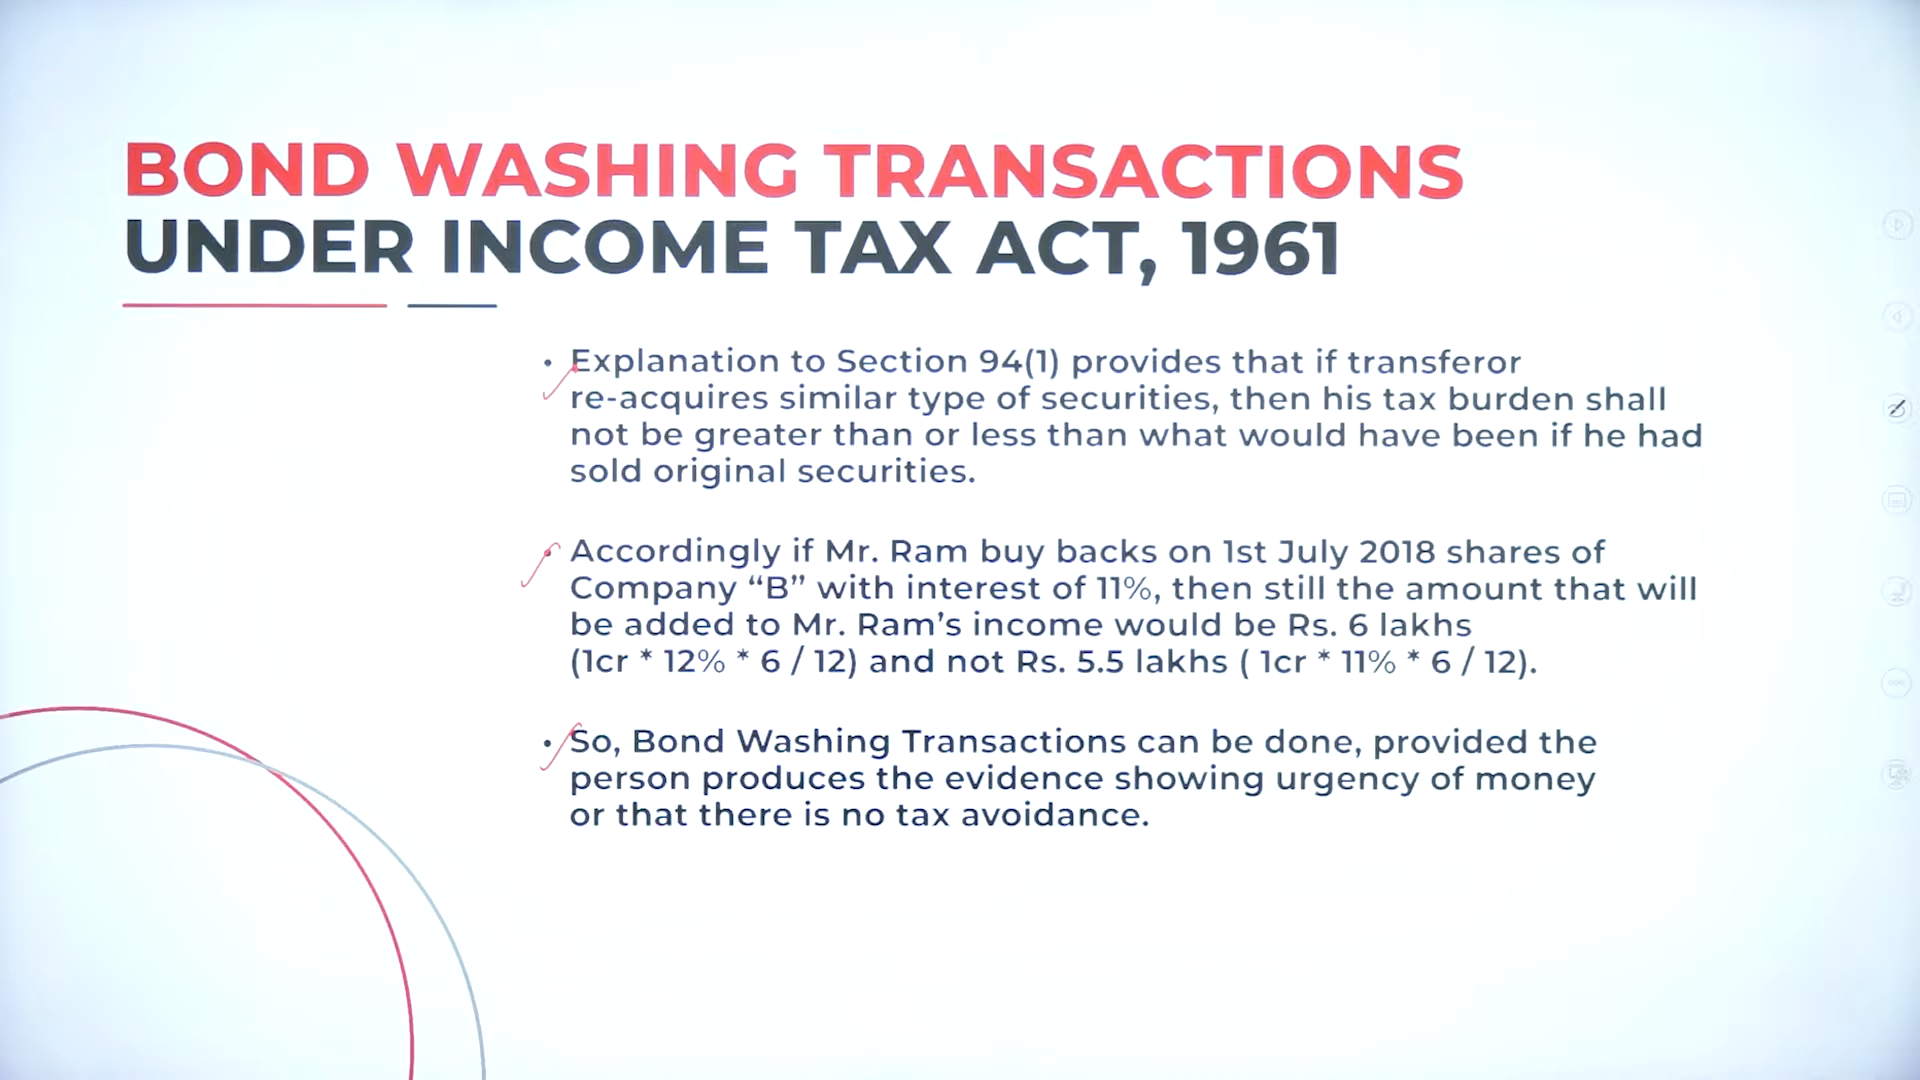 BOND WASHING TRANSACTIONS
UNDER INCOME TAX ACT, 1961
• Explanation to Section 94(1) provides that if transferor
re-acquires similar type of securities, then his tax burden shall
not be greater than or less than what would have been if he had
sold original securities.
• Accordingly if Mr. Ram buy backs on 1st July 2018 shares of
Company “B” with interest of 11%, then still the amount that will
be added to Mr. Ram’s income would be Rs. 6 lakhs
(1cr * 12% * 6 / 12) and not Rs. 5.5 lakhs ( 1cr * 11% * 6 / 12).
• So, Bond Washing Transactions can be done, provided the
person produces the evidence showing urgency of money
or that there is no tax avoidance.